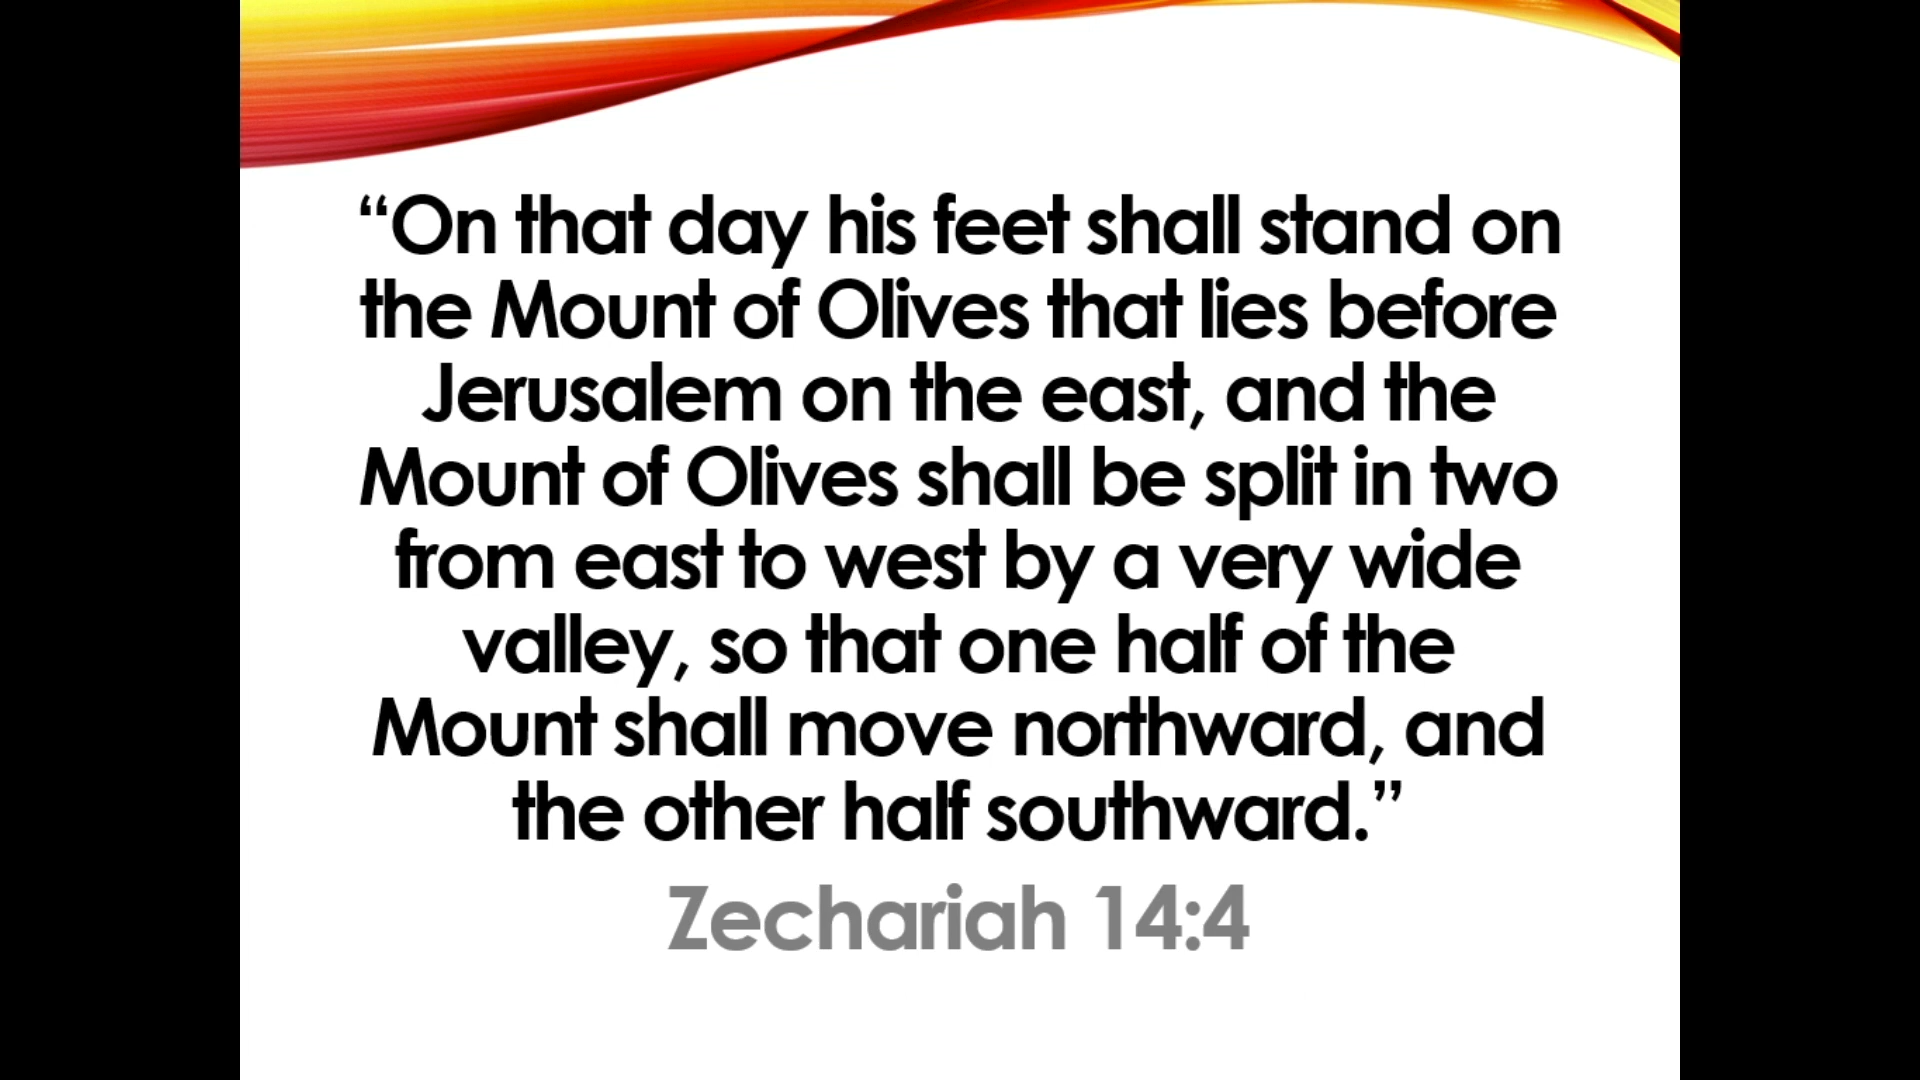 “On that day his feet shall stand on
the Mount of Olives that lies before
Jerusalem on the east, and the
Mount of Olives shall be split in two
from east to west by a very wide
valley, so that one half of the
Mount shall move northward, and
the other half southward.”
Zechariah 14:4